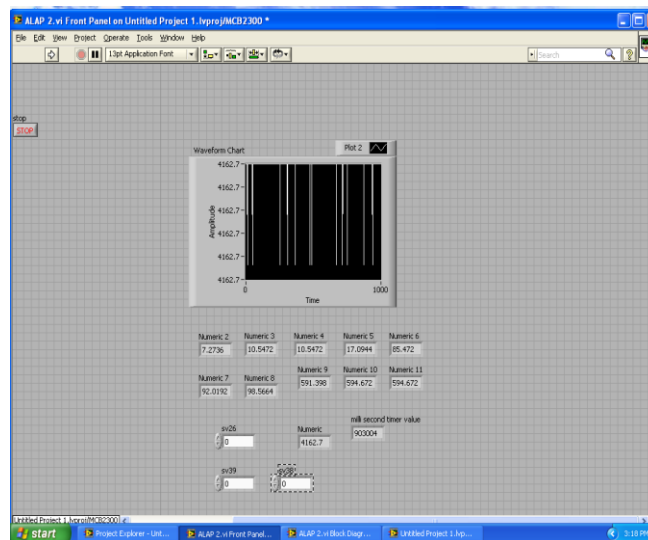 ALAP 2.vi Front Panel on Untitled Project 1.lvproj/MCB2300 *
File Edit View Project Operate Tools Window Help
13pt Application Font
Search
stop
STOP
Waveform Chart
Plot 2
4162.7
4162.7
4162.7
4162.7
4162.7
4162.7
Amplitude
0
1000
Time
Numeric 2 Numeric 3 Numeric 4 Numeric 5 Numeric 6
7.2736 10.5472 10.5472 17.0944 85.472
Numeric 7 Numeric 8 Numeric 9 Numeric 10 Numeric 11
92.0192 98.5664 591.398 594.672 594.672
sv26 Numeric milli second timer value
0 4162.7 903004
sv39 sv38
0 0
Untitled Project 1.lvproj/MCB2300
start Project Explorer - Unt... ALAP 2.vi Front Panel... ALAP 2.vi Block Diagr... Untitled Project 1.lvp... 3:16 PM